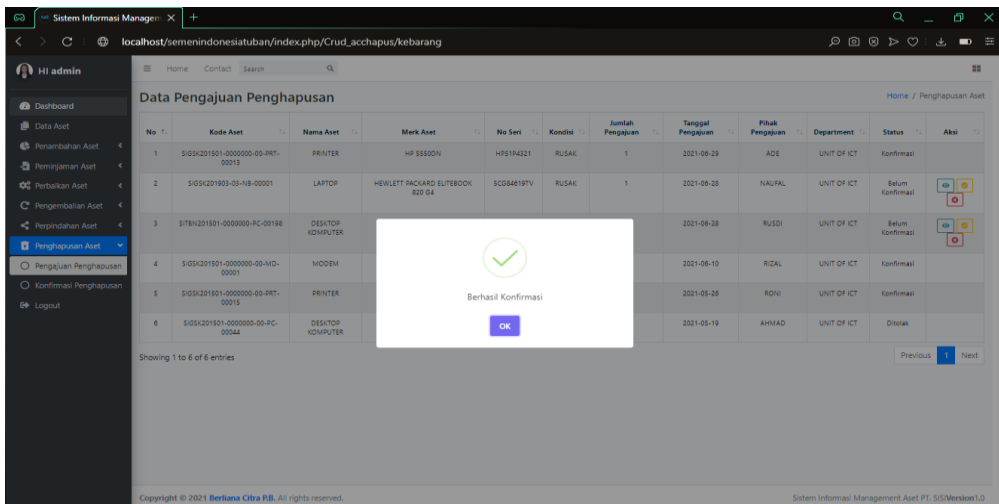 Sistem Informasi Managem
localhost/semenindonesiatuban/index.php/Crud_acchapus/kebarang
HI admin
Home Contact Search
Dashboard
Data Aset
Penambahan Aset
Peminjaman Aset
Perbaikan Aset
Pengembalian Aset
Perpindahan Aset
Penghapusan Aset
Pengajuan Penghapusan
Konfirmasi Penghapusan
Logout
Data Pengajuan Penghapusan
Home / Penghapusan Aset
No Kode Aset Nama Aset Merk Aset No Seri Kondisi Jumlah Pengajuan Tanggal Pengajuan Pihak Pengajuan Department Status Aksi
1 SIGSK201501-0000000-00-PRT-00013 PRINTER HP 5550DN HP51P4321 RUSAK 1 2021-06-29 ADE UNIT OF ICT Konfirmasi
2 SIGSK201903-03-NB-00001 LAPTOP HEWLETT PACKARD ELITEBOOK 820 G4 5CG84619TV RUSAK 1 2021-06-28 NAUFAL UNIT OF ICT Belum Konfirmasi
3 SITBN201501-0000000-PC-00198 DESKTOP KOMPUTER 2021-06-28 RUSDI UNIT OF ICT Belum Konfirmasi
4 SIGSK201501-0000000-00-MD-00001 MODEM 2021-06-10 RIZAL UNIT OF ICT Konfirmasi
5 SIGSK201501-0000000-00-PRT-00015 PRINTER 2021-05-26 RONI UNIT OF ICT Konfirmasi
6 SIGSK201501-0000000-00-PC-00044 DESKTOP KOMPUTER 2021-05-19 AHMAD UNIT OF ICT Ditolak
Berhasil Konfirmasi
OK
Showing 1 to 6 of 6 entries
Previous 1 Next
Copyright © 2021 Berliana Citra P.B. All rights reserved.
Sistem Informasi Management Aset PT. SISI Version 1.0